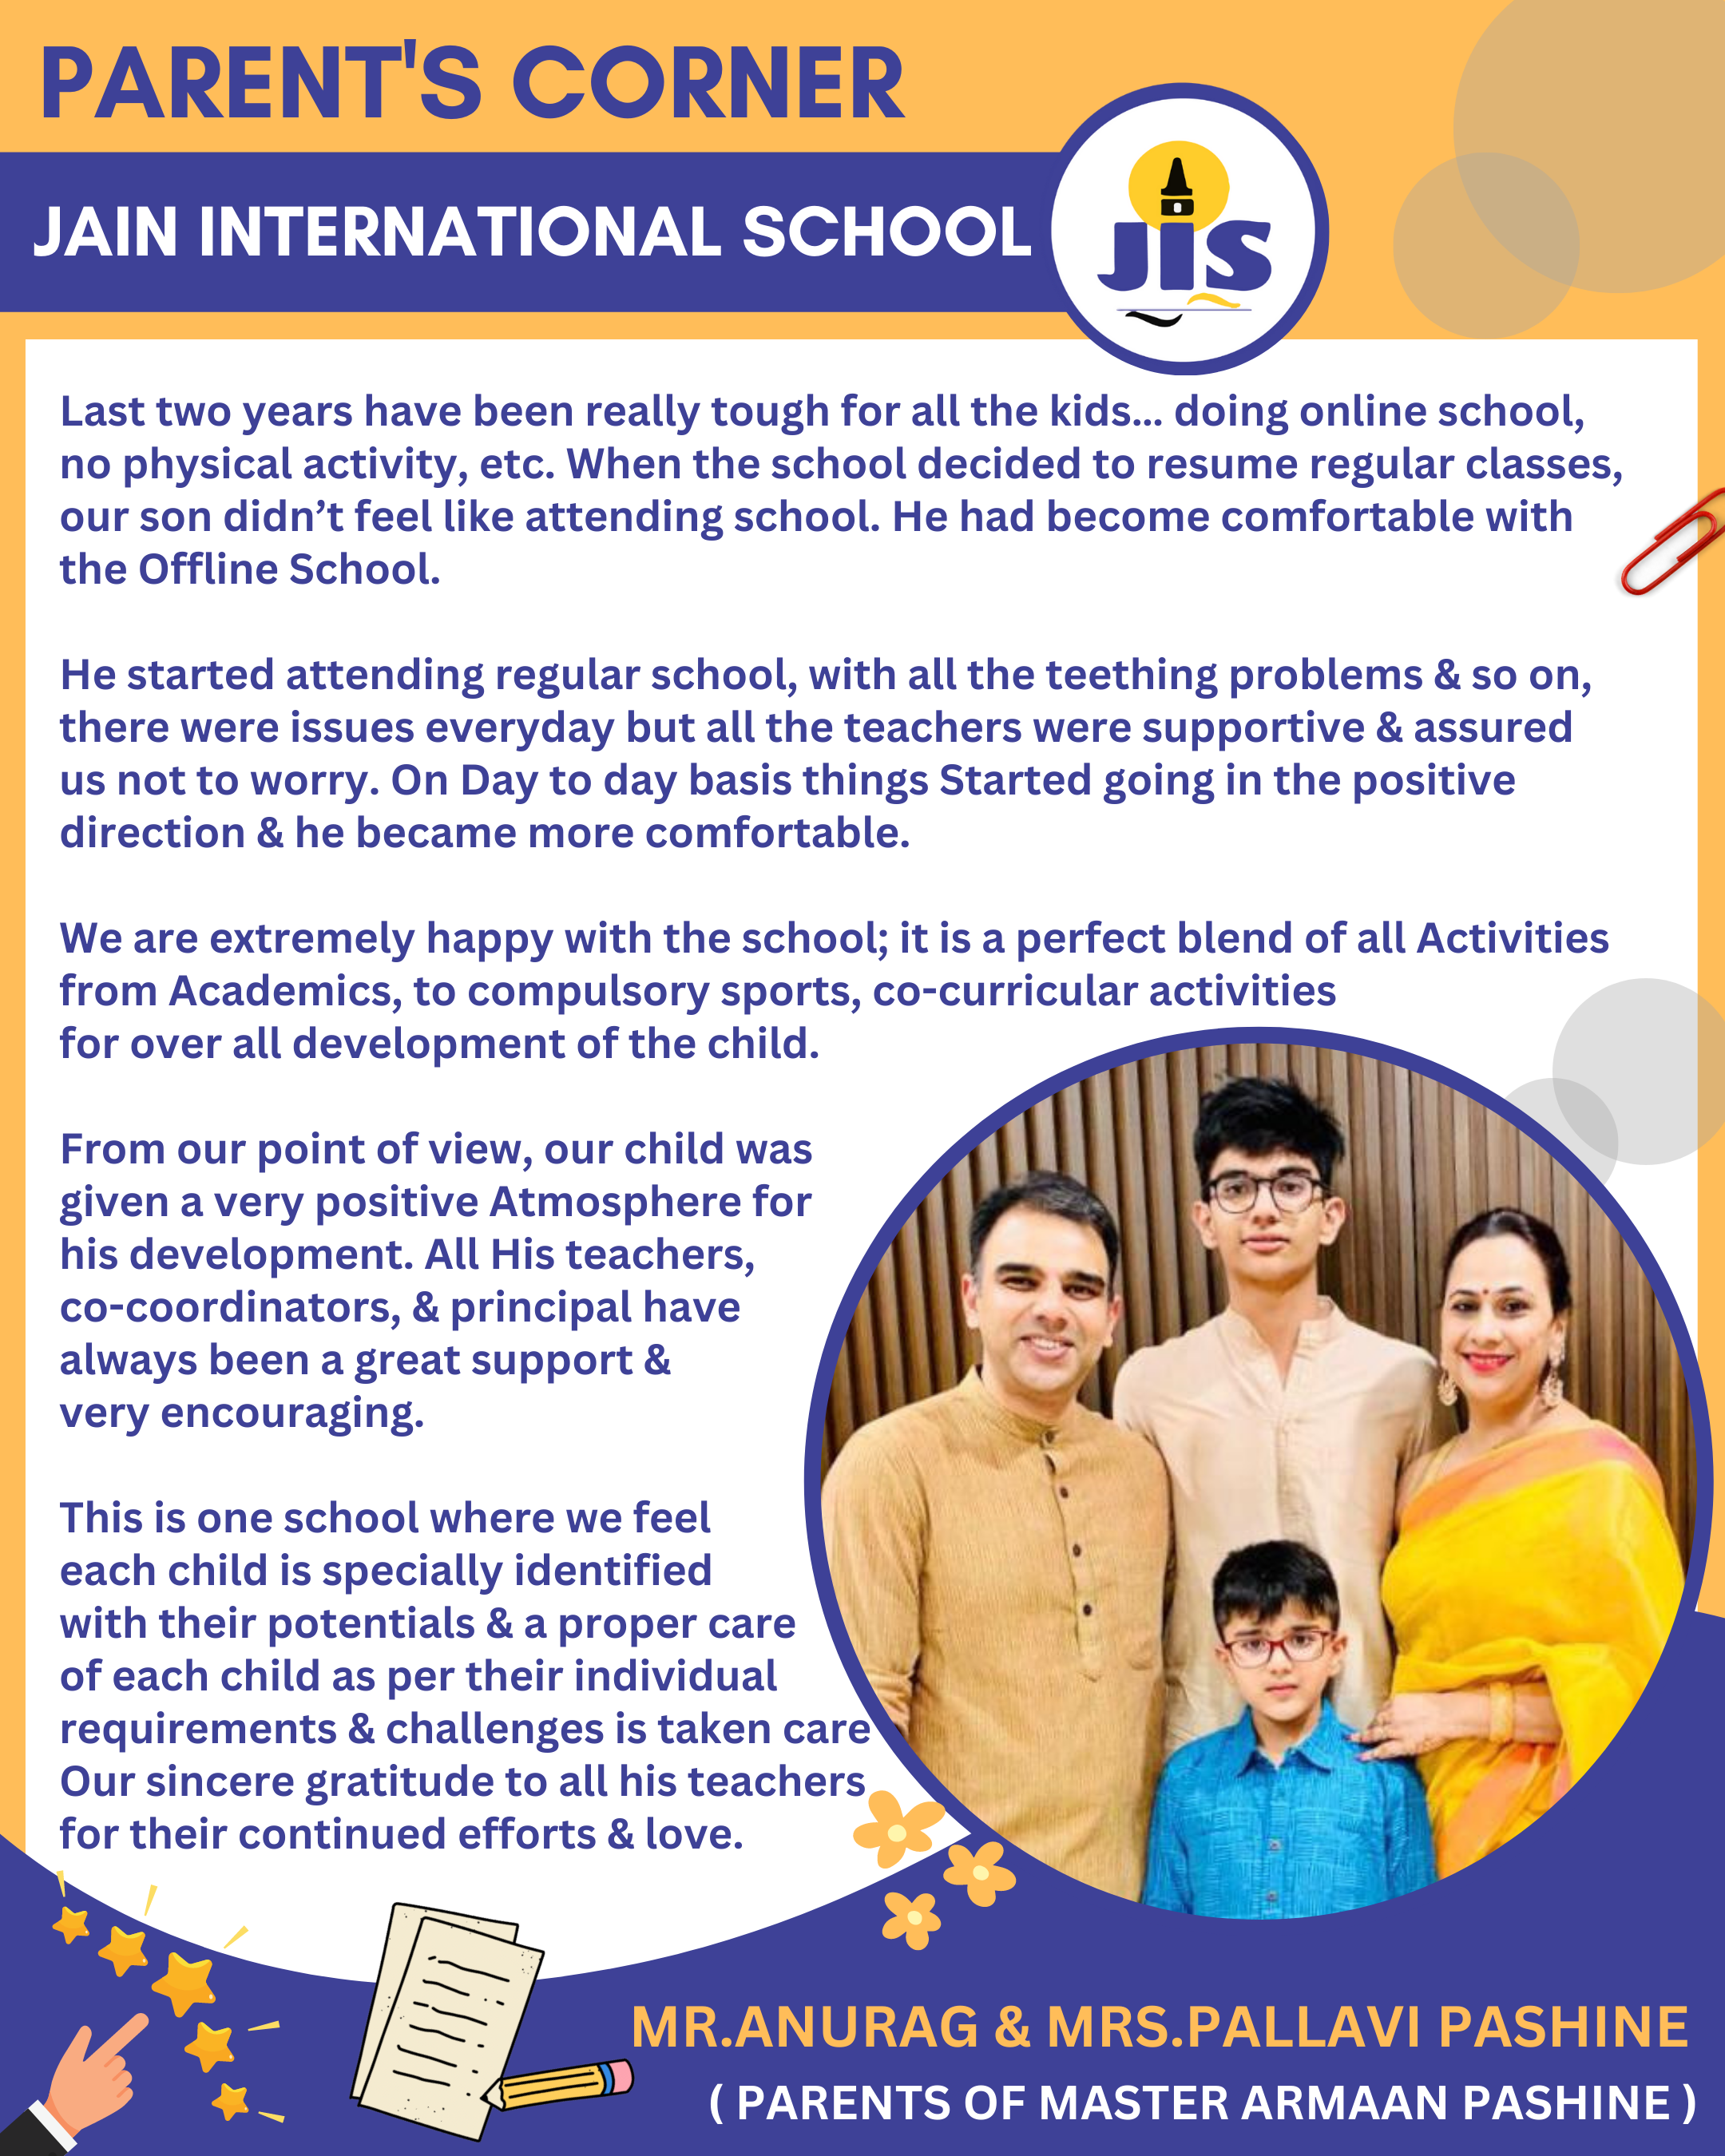 PARENT'S CORNER
JAIN INTERNATIONAL SCHOOL
JIS
Last two years have been really tough for all the kids... doing online school,
no physical activity, etc. When the school decided to resume regular classes,
our son didn’t feel like attending school. He had become comfortable with
the Offline School.
He started attending regular school, with all the teething problems & so on,
there were issues everyday but all the teachers were supportive & assured
us not to worry. On Day to day basis things Started going in the positive
direction & he became more comfortable.
We are extremely happy with the school; it is a perfect blend of all Activities
from Academics, to compulsory sports, co-curricular activities
for over all development of the child.
From our point of view, our child was
given a very positive Atmosphere for
his development. All His teachers,
co-coordinators, & principal have
always been a great support &
very encouraging.
This is one school where we feel
each child is specially identified
with their potentials & a proper care
of each child as per their individual
requirements & challenges is taken care
Our sincere gratitude to all his teachers
for their continued efforts & love.
MR.ANURAG & MRS.PALLAVI PASHINE
( PARENTS OF MASTER ARMAAN PASHINE )